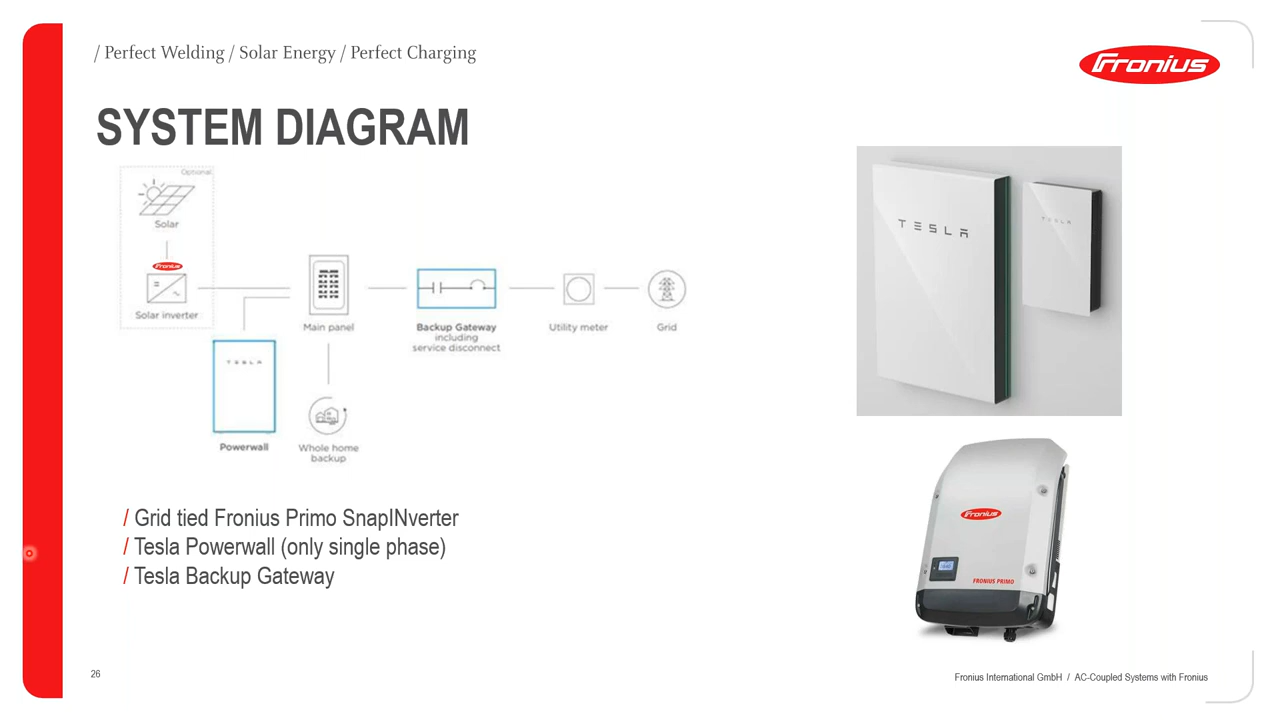 / Perfect Welding / Solar Energy / Perfect Charging
Fronius
SYSTEM DIAGRAM
Optional
Solar
Fronius
Solar inverter
Main panel
Backup Gateway
including
service disconnect
Utility meter
Grid
TESLA
Powerwall
Whole home
backup
TESLA
TESLA
/ Grid tied Fronius Primo SnapINverter
/ Tesla Powerwall (only single phase)
/ Tesla Backup Gateway
Fronius
FRONIUS PRIMO
26
Fronius International GmbH / AC-Coupled Systems with Fronius